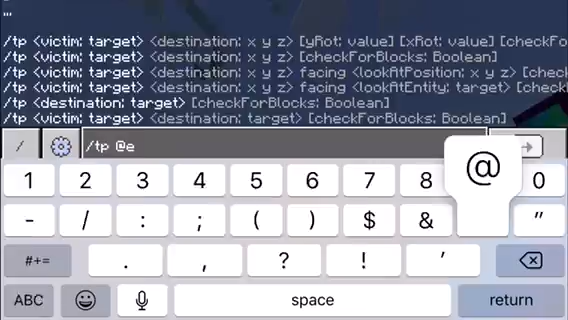 ...
/tp <victim: target> <destination: x y z> [yRot: value] [xRot: value] [checkFo
/tp <victim: target> <destination: x y z> [checkForBlocks: Boolean]
/tp <victim: target> <destination: x y z> facing <lookAtPosition: x y z> [chec
/tp <victim: target> <destination: x y z> facing <lookAtEntity: target> [check
/tp <destination: target> [checkForBlocks: Boolean]
/tp <victim: target> <destination: target> [checkForBlocks: Boolean]
/ /tp @e
@
1 2 3 4 5 6 7 8 0
- / : ; ( ) $ & "
#+= . , ? ! '
ABC space return